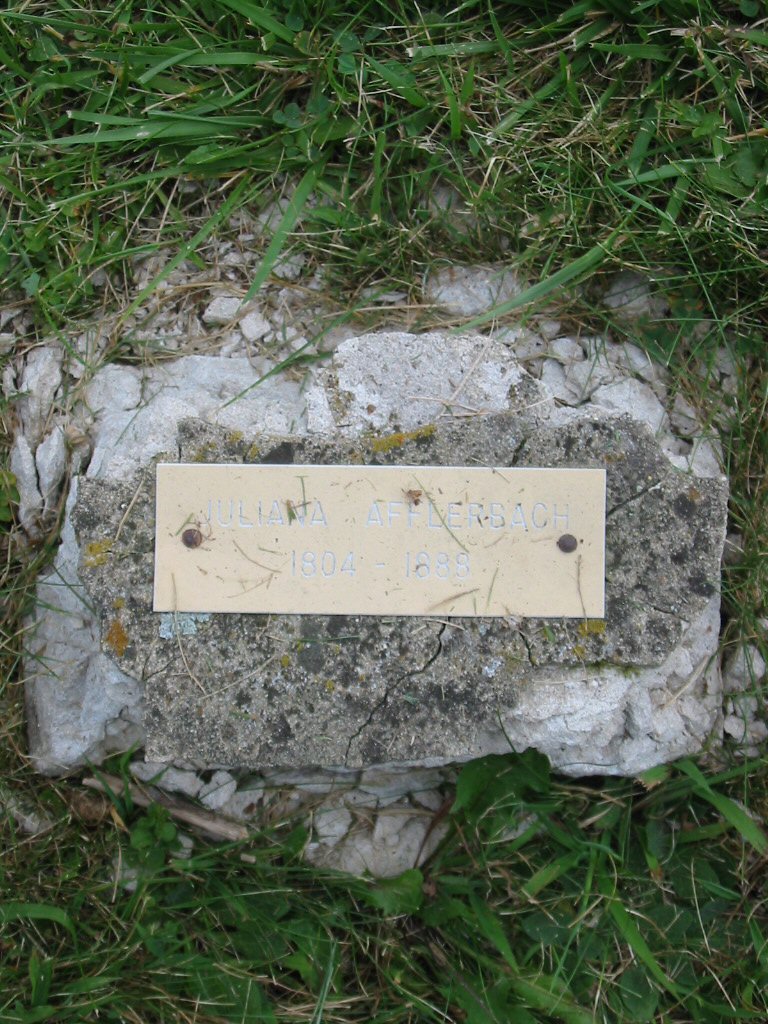 JULIANA AFFLERBACH
1804 - 1888